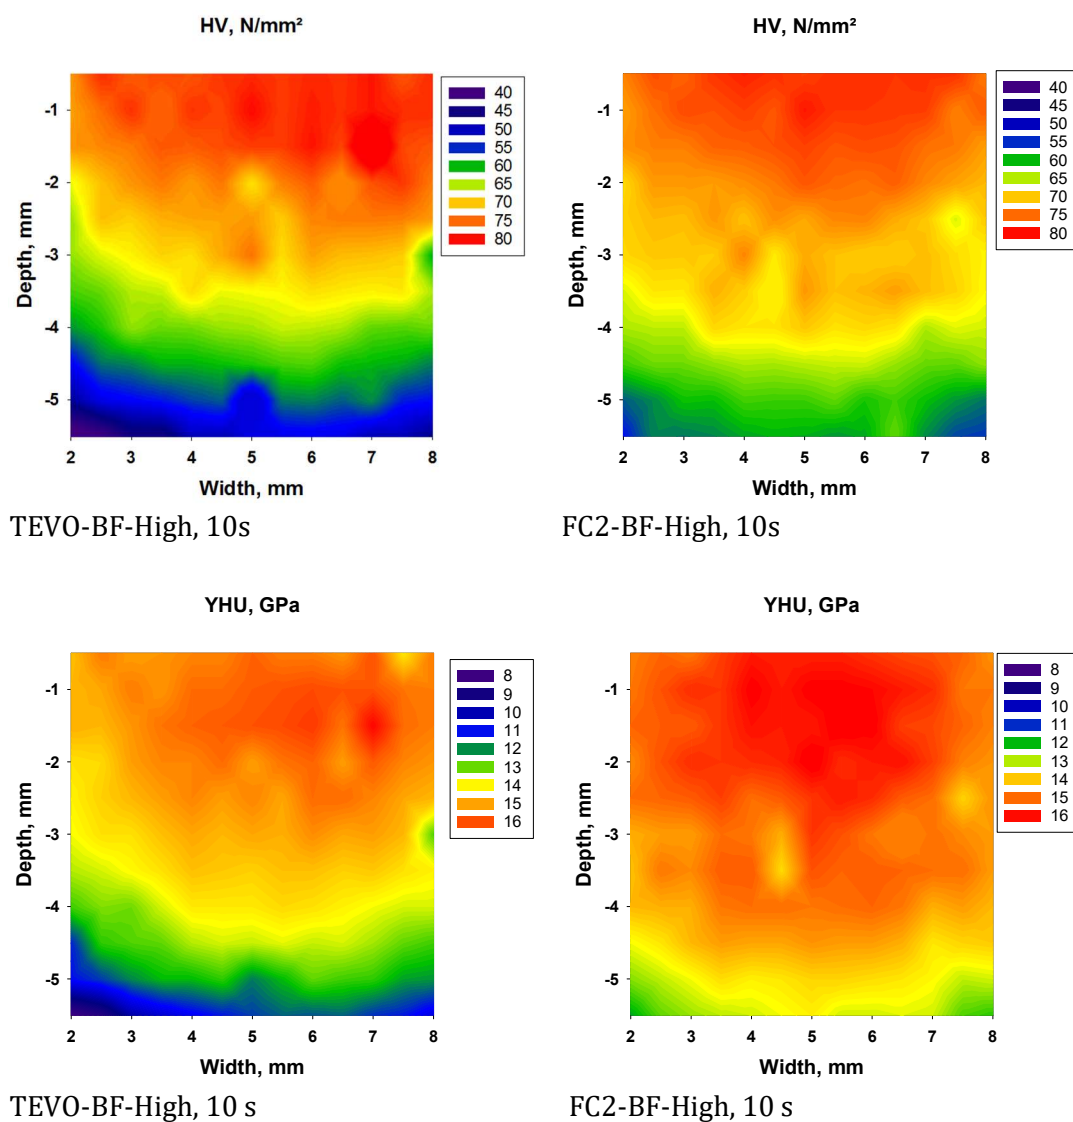 HV, N/mm²
Depth, mm
-1
-2
-3
-4
-5
2 3 4 5 6 7 8
Width, mm
40
45
50
55
60
65
70
75
80
TEVO-BF-High, 10s
HV, N/mm²
Depth, mm
-1
-2
-3
-4
-5
2 3 4 5 6 7 8
Width, mm
40
45
50
55
60
65
70
75
80
FC2-BF-High, 10s
YHU, GPa
Depth, mm
-1
-2
-3
-4
-5
2 3 4 5 6 7 8
Width, mm
8
9
10
11
12
13
14
15
16
TEVO-BF-High, 10 s
YHU, GPa
Depth, mm
-1
-2
-3
-4
-5
2 3 4 5 6 7 8
Width, mm
8
9
10
11
12
13
14
15
16
FC2-BF-High, 10 s